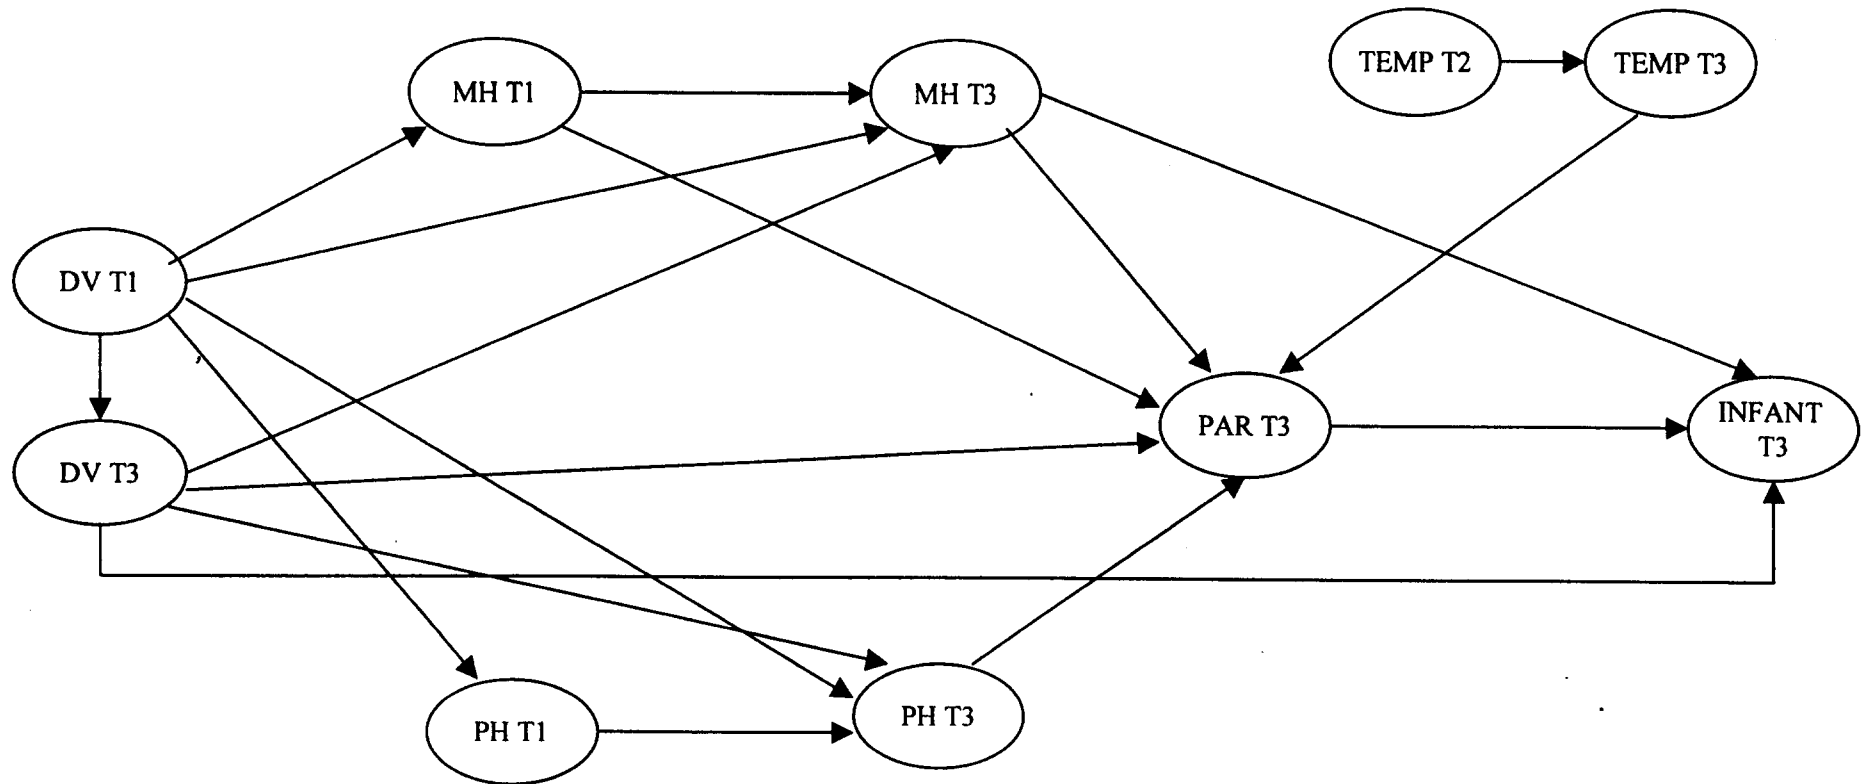 TEMP T2
TEMP T3
MH T1
MH T3
DV T1
DV T3
PAR T3
INFANT
T3
PH T1
PH T3